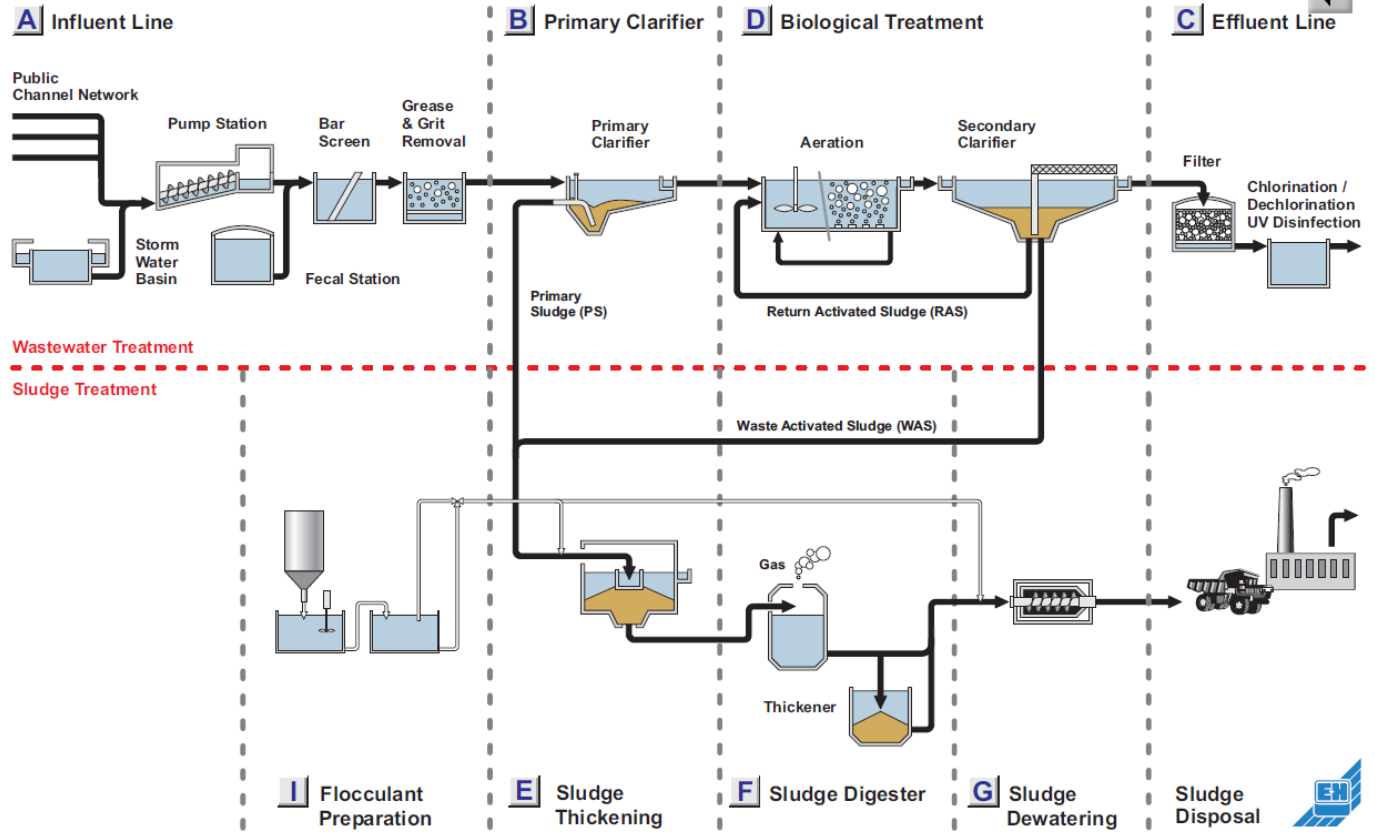 A Influent Line
B Primary Clarifier
D Biological Treatment
C Effluent Line
Public
Channel Network
Pump Station
Bar
Screen
Grease
& Grit
Removal
Primary
Clarifier
Aeration
Secondary
Clarifier
Filter
Chlorination /
Dechlorination
UV Disinfection
Storm
Water
Basin
Fecal Station
Primary
Sludge (PS)
Return Activated Sludge (RAS)
Wastewater Treatment
Sludge Treatment
Waste Activated Sludge (WAS)
Gas
Thickener
I Flocculant
Preparation
E Sludge
Thickening
F Sludge Digester
G Sludge
Dewatering
Sludge
Disposal
EH